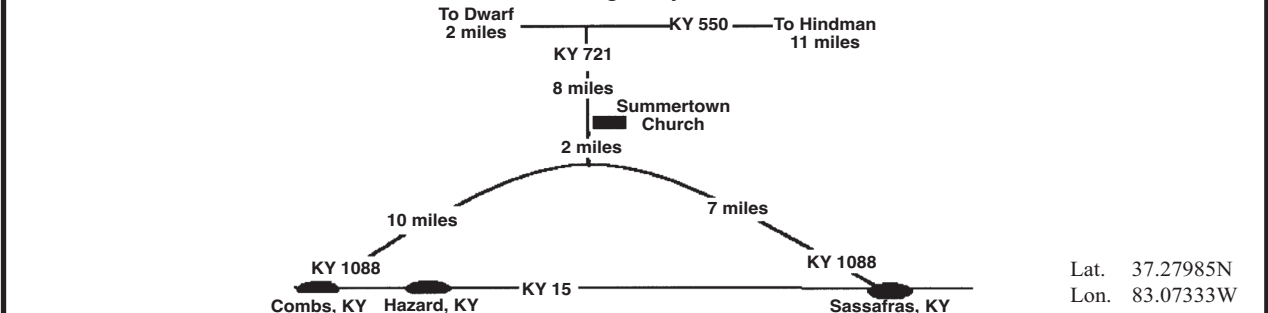 To Dwarf
2 miles
KY 550
To Hindman
11 miles
KY 721
8 miles
Summertown
Church
2 miles
10 miles
7 miles
KY 1088
KY 1088
KY 15
Combs, KY
Hazard, KY
Sassafras, KY
Lat. 37.27985N
Lon. 83.07333W